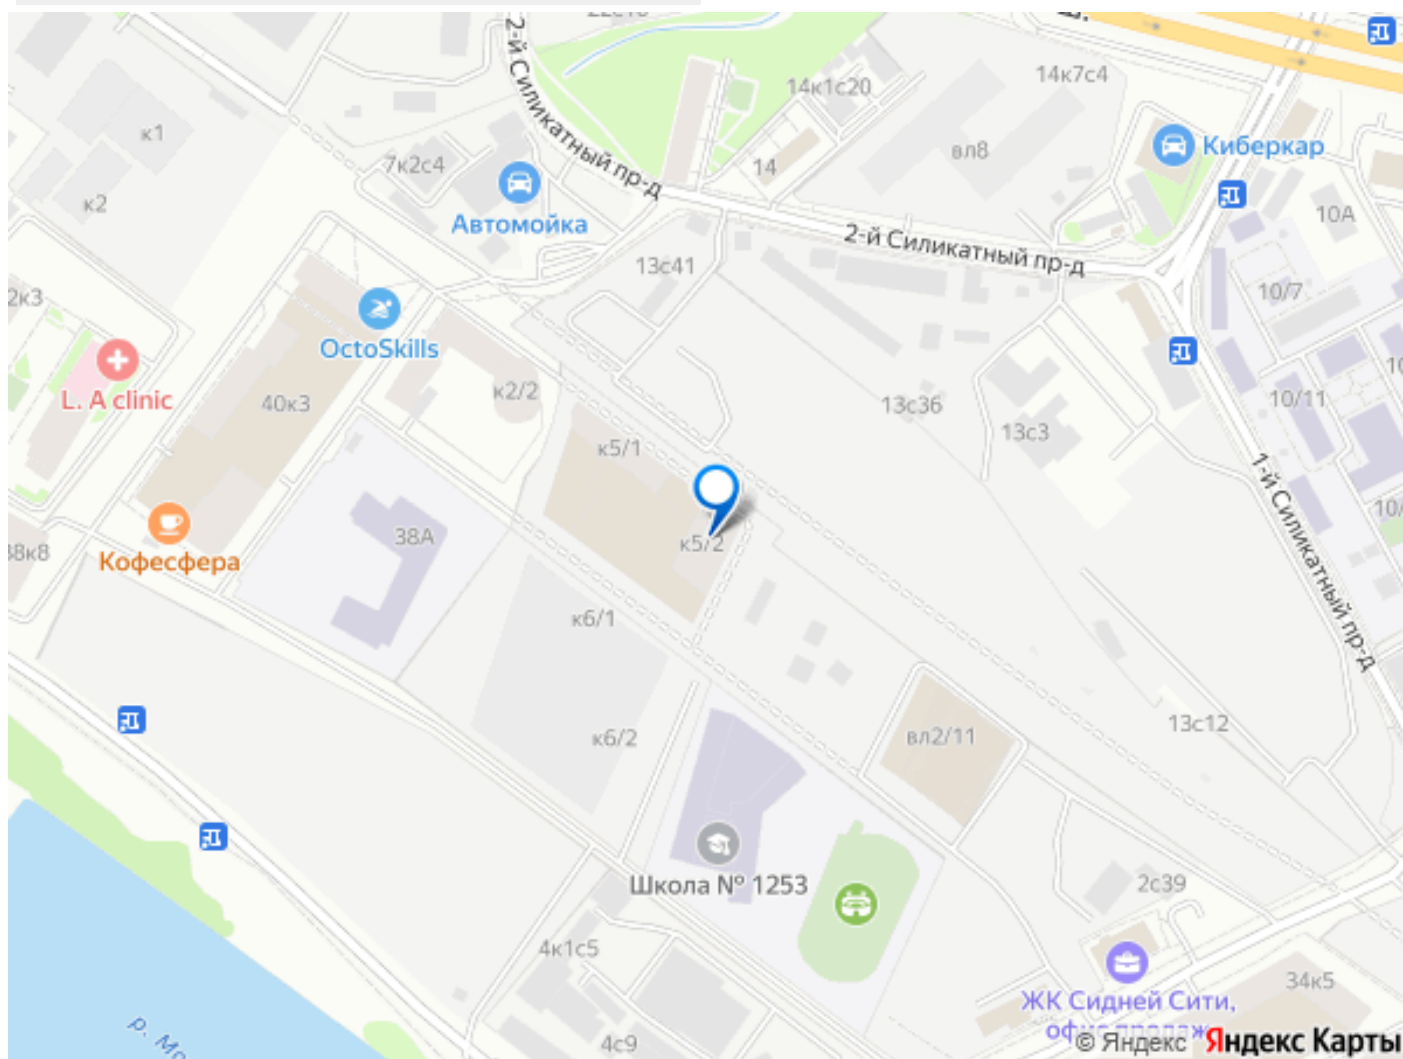 2-й Силикатный пр-д
14к7с4
14к1с20
к1
7к2с4
14
вл8
Киберкар
к2
Автомойка
10А
2-й Силикатный пр-д
13с41
10/7
2к3
OctoSkills
L. A clinic
40к3
к2/2
13с36
10/11
13с3
к5/1
1-й Силикатный пр-д
38А
к5/2
Кофесфера
к6/1
13с12
к6/2
вл2/11
Школа № 1253
2с39
4к1с5
34к5
ЖК Сидней Сити,
офис продаж
4с9
© Яндекс Яндекс Карты